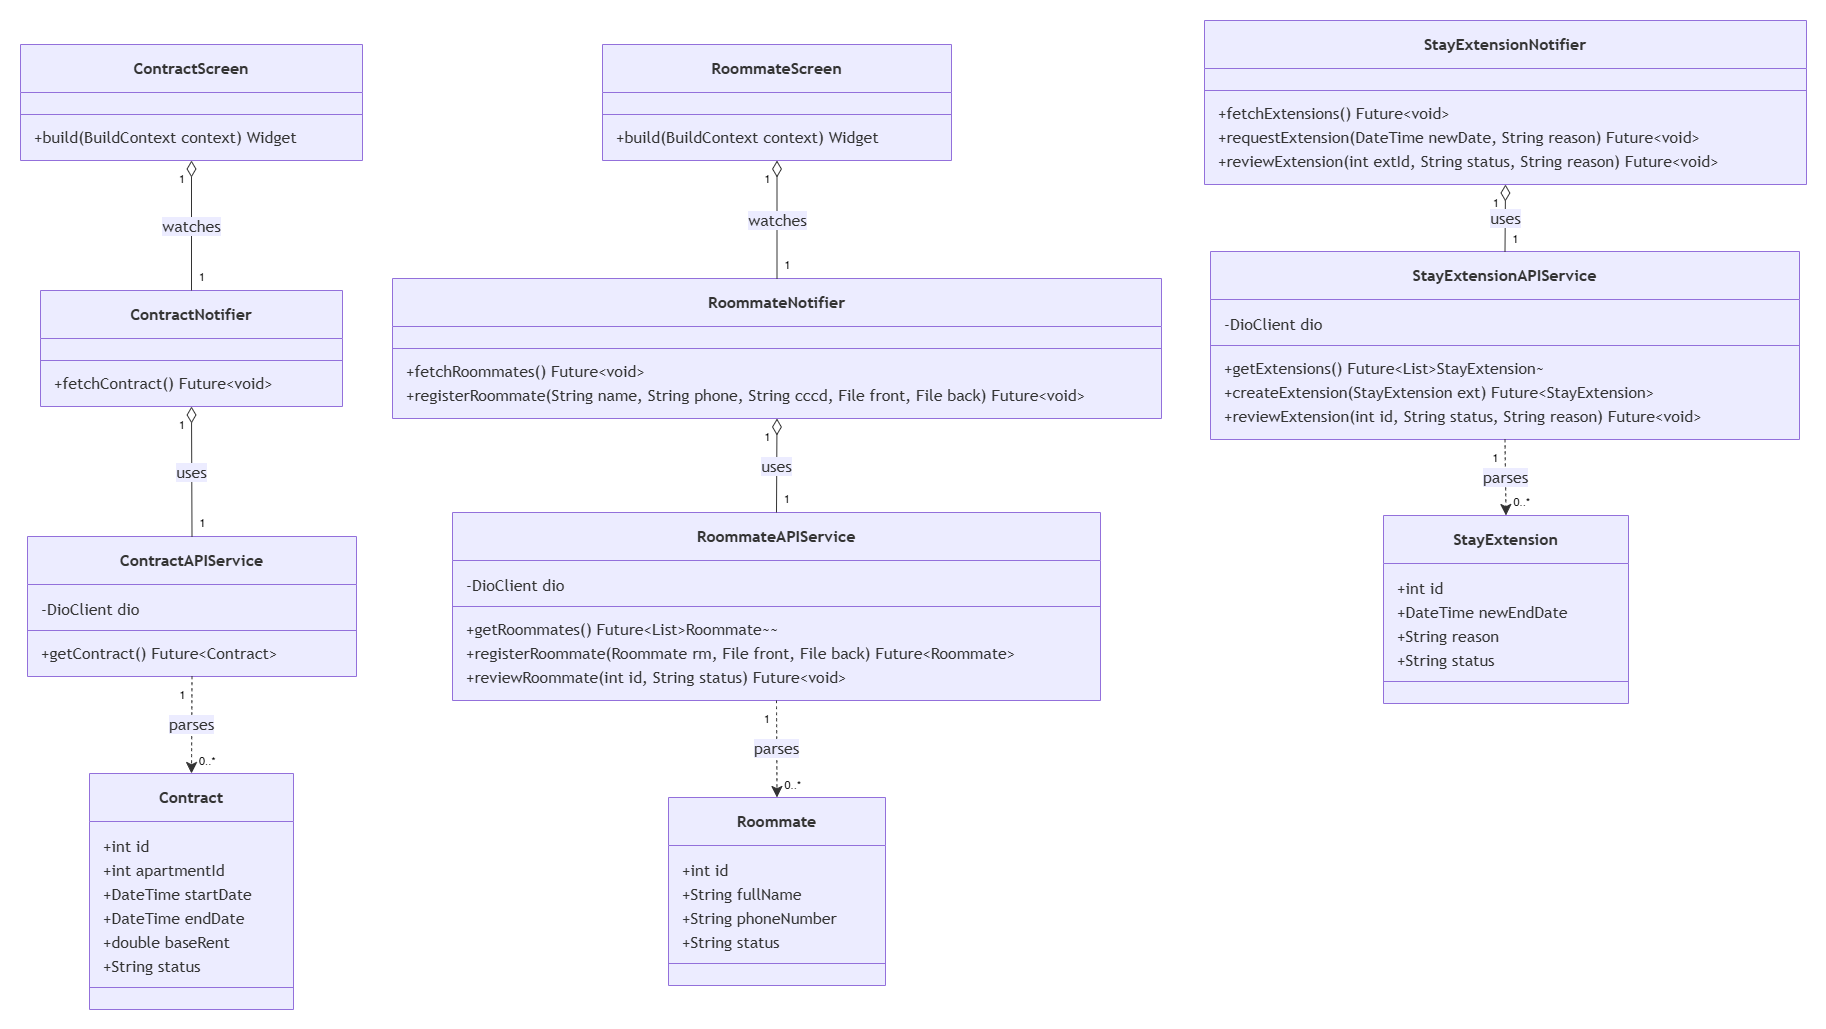 ContractScreen
+build(BuildContext context) Widget
1
watches
1
ContractNotifier
+fetchContract() Future<void>
1
uses
1
ContractAPIService
-DioClient dio
+getContract() Future<Contract>
1
parses
0..*
Contract
+int id
+int apartmentId
+DateTime startDate
+DateTime endDate
+double baseRent
+String status
RoommateScreen
+build(BuildContext context) Widget
1
watches
1
RoommateNotifier
+fetchRoommates() Future<void>
+registerRoommate(String name, String phone, String cccd, File front, File back) Future<void>
1
uses
1
RoommateAPIService
-DioClient dio
+getRoommates() Future<List>Roommate~~
+registerRoommate(Roommate rm, File front, File back) Future<Roommate>
+reviewRoommate(int id, String status) Future<void>
1
parses
0..*
Roommate
+int id
+String fullName
+String phoneNumber
+String status
StayExtensionNotifier
+fetchExtensions() Future<void>
+requestExtension(DateTime newDate, String reason) Future<void>
+reviewExtension(int extId, String status, String reason) Future<void>
1
uses
1
StayExtensionAPIService
-DioClient dio
+getExtensions() Future<List>StayExtension~
+createExtensions(StayExtension ext) Future<StayExtension>
+reviewExtension(int id, String status, String reason) Future<void>
1
parses
0..*
StayExtension
+int id
+DateTime newEndDate
+String reason
+String status